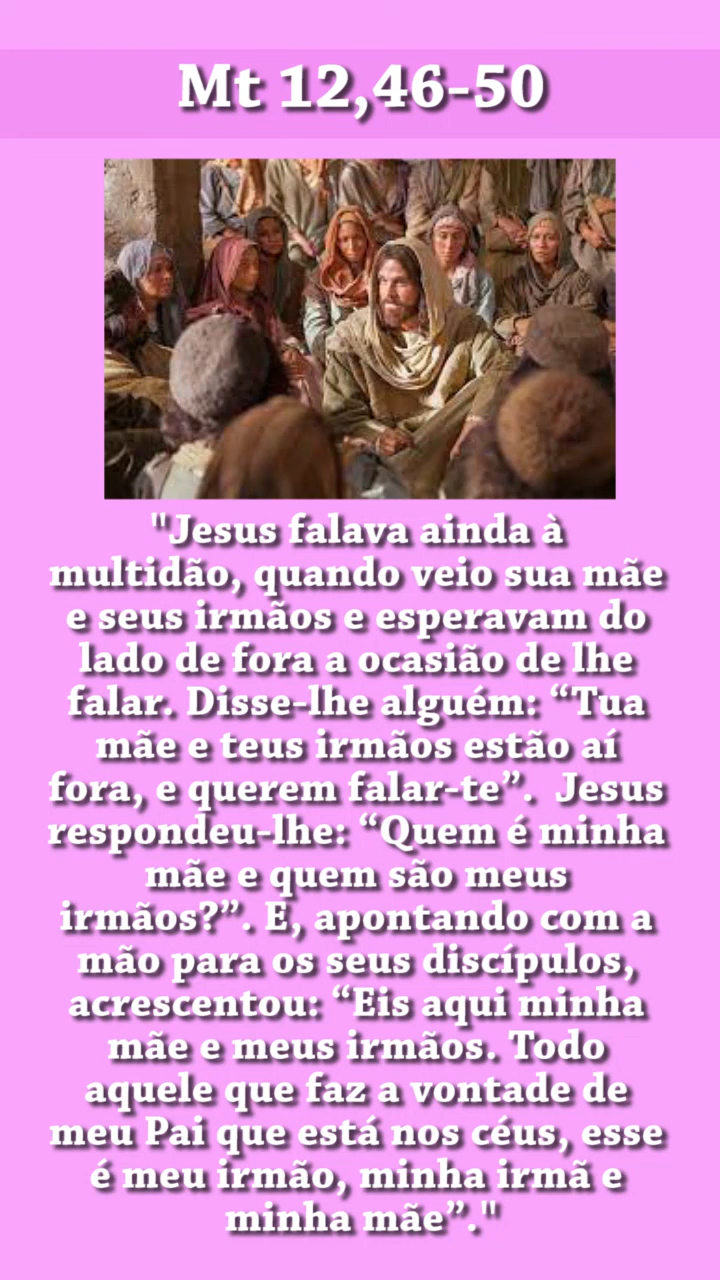 Mt 12,46-50
"Jesus falava ainda à
multidão, quando veio sua mãe
e seus irmãos e esperavam do
lado de fora a ocasião de lhe
falar. Disse-lhe alguém: “Tua
mãe e teus irmãos estão aí
fora, e querem falar-te”.  Jesus
respondeu-lhe: “Quem é minha
mãe e quem são meus
irmãos?”. E, apontando com a
mão para os seus discípulos,
acrescentou: “Eis aqui minha
mãe e meus irmãos. Todo
aquele que faz a vontade de
meu Pai que está nos céus, esse
é meu irmão, minha irmã e
minha mãe”."